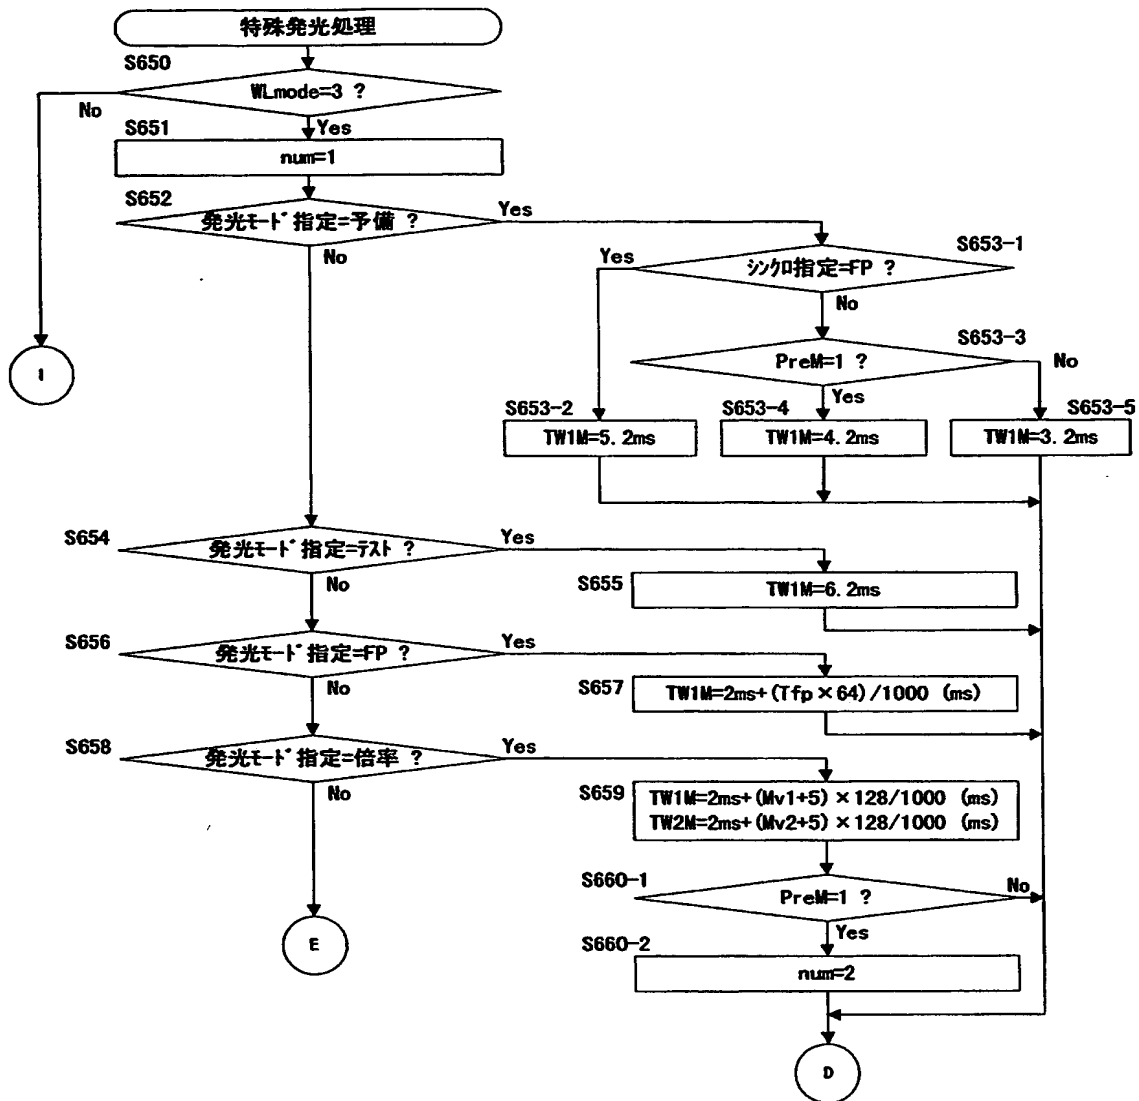 特殊発光処理
S650
WLmode=3 ?
No
Yes
S651
num=1
S652
発光ﾓｰﾄﾞ指定=予備 ?
Yes
No
S653-1
ｼﾝｸﾛ指定=FP ?
Yes
No
S653-3
PreM=1 ?
No
Yes
S653-2
TW1M=5.2ms
S653-4
TW1M=4.2ms
S653-5
TW1M=3.2ms
I
S654
発光ﾓｰﾄﾞ指定=ﾃｽﾄ ?
Yes
No
S655
TW1M=6.2ms
S656
発光ﾓｰﾄﾞ指定=FP ?
Yes
No
S657
TW1M=2ms+(Tfp×64)/1000 (ms)
S658
発光ﾓｰﾄﾞ指定=倍率 ?
Yes
No
S659
TW1M=2ms+(Mv1+5)×128/1000 (ms)
TW2M=2ms+(Mv2+5)×128/1000 (ms)
S660-1
PreM=1 ?
No
Yes
S660-2
num=2
E
D